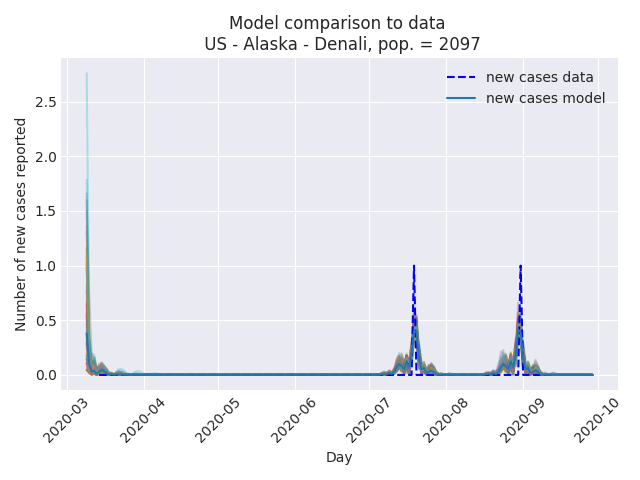 Model comparison to data
US - Alaska - Denali, pop. = 2097
new cases data
new cases model
Number of new cases reported
2.5
2.0
1.5
1.0
0.5
0.0
2020-03
2020-04
2020-05
2020-06
2020-07
2020-08
2020-09
2020-10
Day